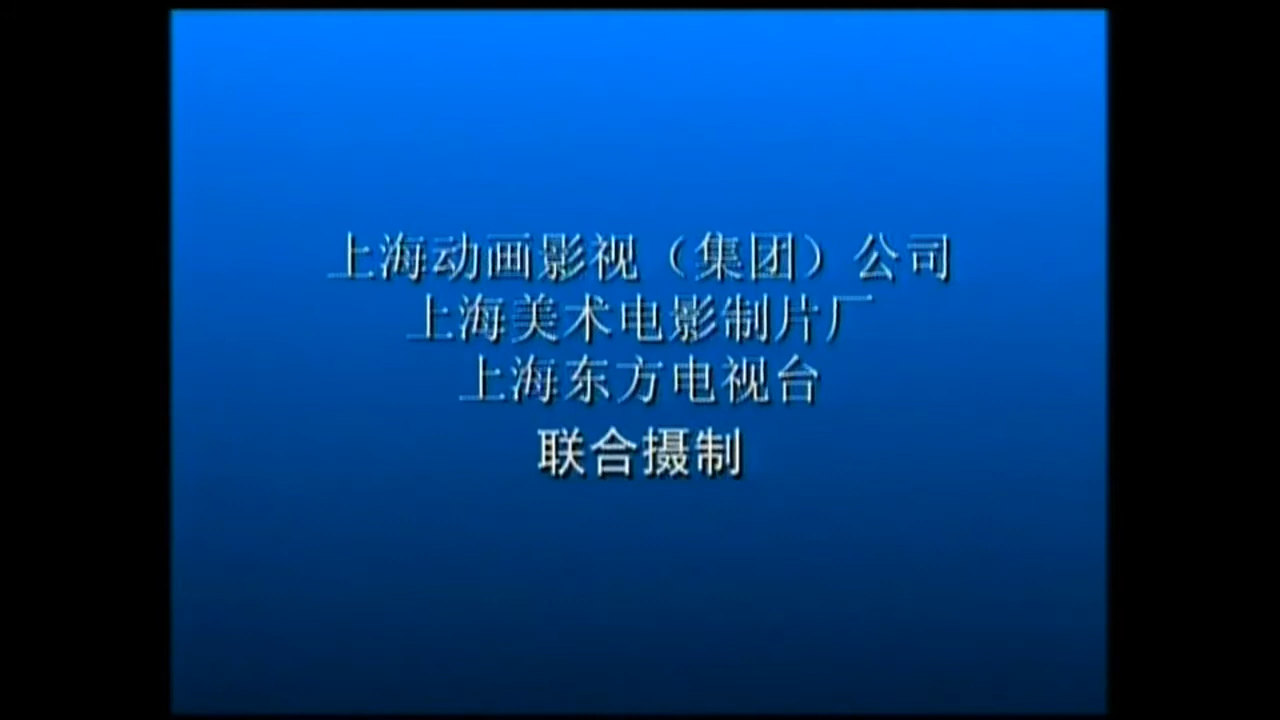 上海动画影视（集团）公司
上海美术电影制片厂
上海东方电视台
联合摄制